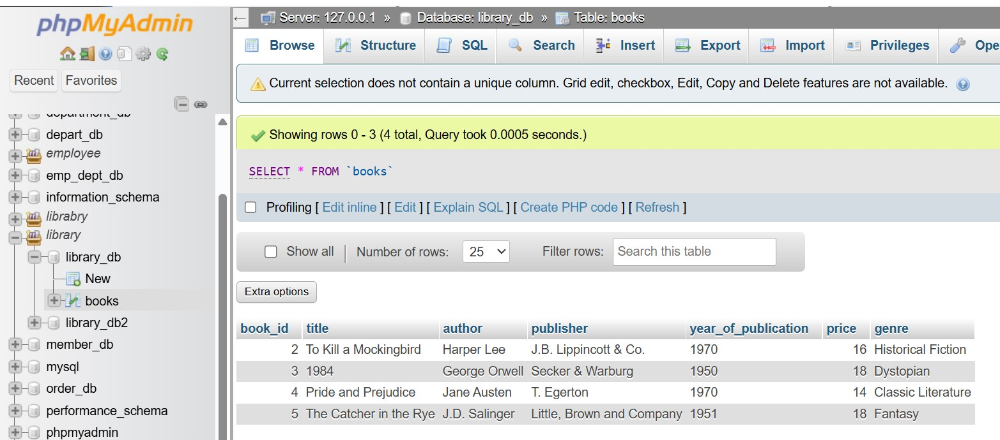 phpMyAdmin
Recent Favorites
depart_db
employee
emp_dept_db
information_schema
librabry
library
library_db
New
books
library_db2
member_db
mysql
order_db
performance_schema
phpmyadmin
Server: 127.0.0.1 » Database: library_db » Table: books
Browse Structure SQL Search Insert Export Import Privileges Ope
Current selection does not contain a unique column. Grid edit, checkbox, Edit, Copy and Delete features are not available.
Showing rows 0 - 3 (4 total, Query took 0.0005 seconds.)
SELECT * FROM `books`
Profiling [ Edit inline ] [ Edit ] [ Explain SQL ] [ Create PHP code ] [ Refresh ]
Show all | Number of rows: 25 Filter rows: Search this table
Extra options
book_id title author publisher year_of_publication price genre
2 To Kill a Mockingbird Harper Lee J.B. Lippincott & Co. 1970 16 Historical Fiction
3 1984 George Orwell Secker & Warburg 1950 18 Dystopian
4 Pride and Prejudice Jane Austen T. Egerton 1970 14 Classic Literature
5 The Catcher in the Rye J.D. Salinger Little, Brown and Company 1951 18 Fantasy